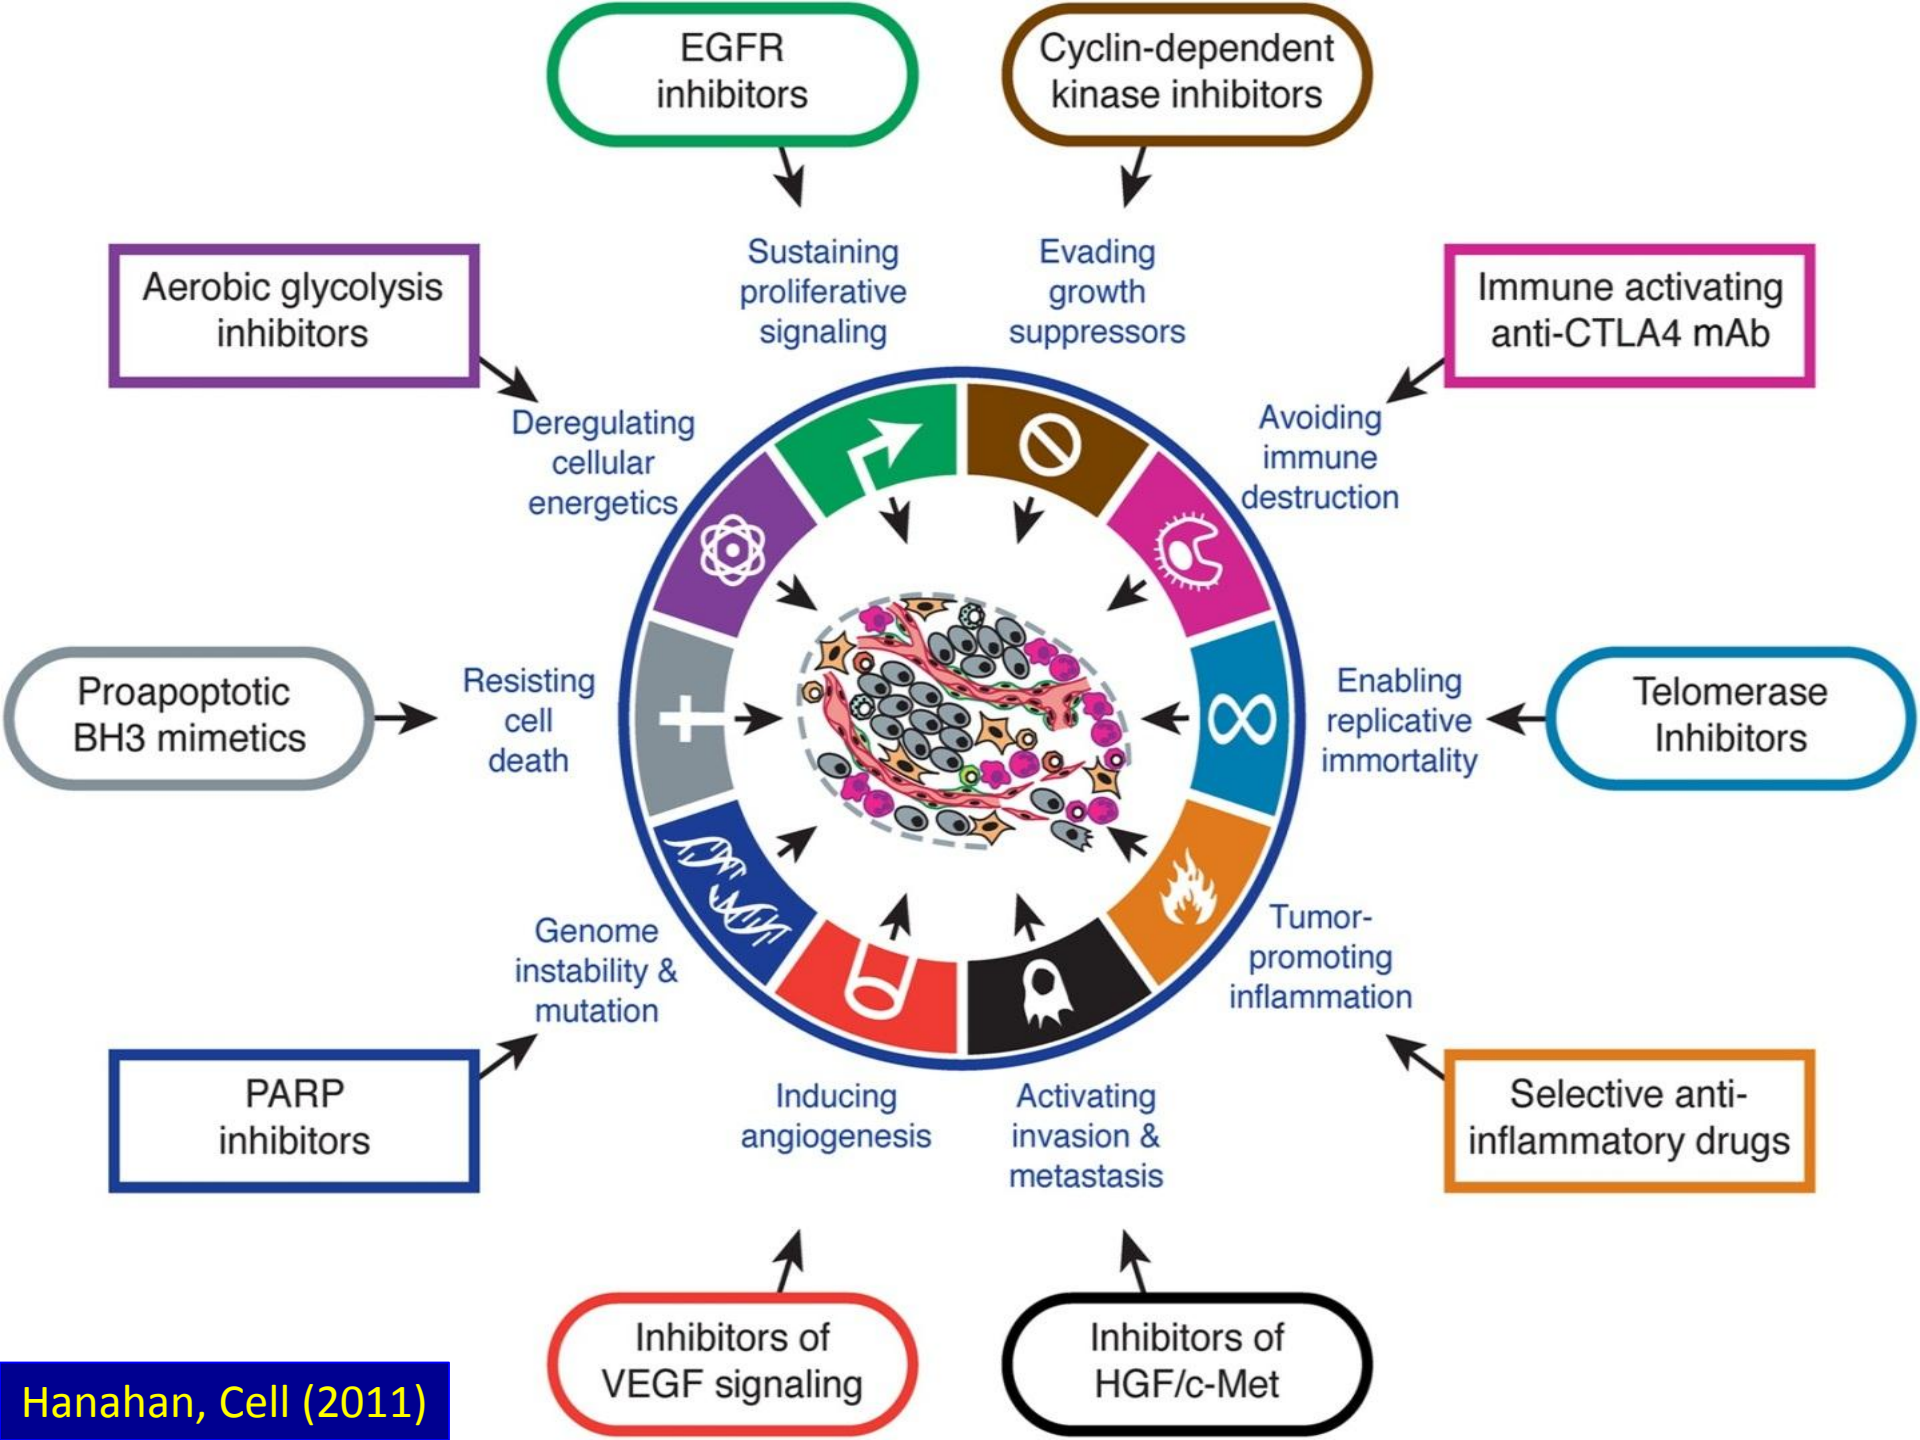 EGFR
inhibitors
Cyclin-dependent
kinase inhibitors
Sustaining
proliferative
signaling
Evading
growth
suppressors
Aerobic glycolysis
inhibitors
Immune activating
anti-CTLA4 mAb
Deregulating
cellular
energetics
Avoiding
immune
destruction
Proapoptotic
BH3 mimetics
Resisting
cell
death
Enabling
replicative
immortality
Telomerase
Inhibitors
Genome
instability &
mutation
Tumor-
promoting
inflammation
PARP
inhibitors
Inducing
angiogenesis
Activating
invasion &
metastasis
Selective anti-
inflammatory drugs
Inhibitors of
VEGF signaling
Inhibitors of
HGF/c-Met
Hanahan, Cell (2011)